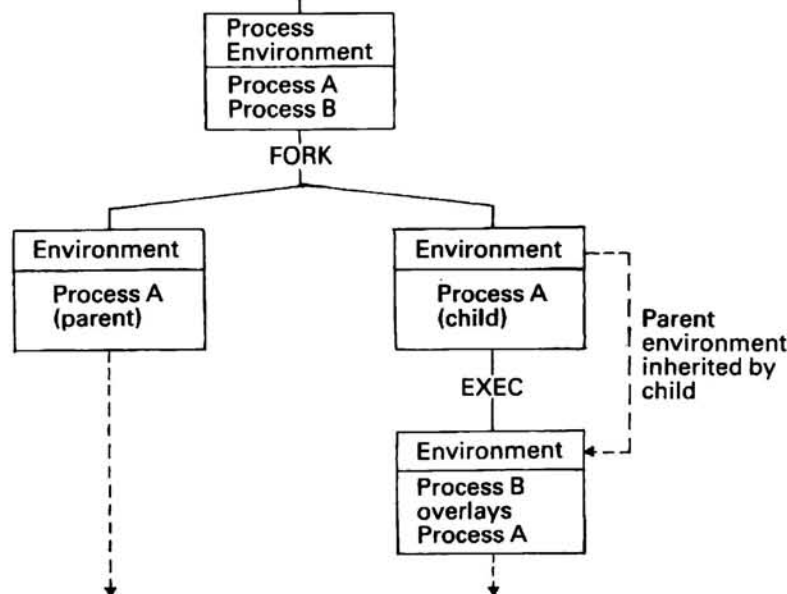 Process
Environment
Process A
Process B
FORK
Environment
Process A
(parent)
Environment
Process A
(child)
Parent
environment
inherited by
child
EXEC
Environment
Process B
overlays
Process A